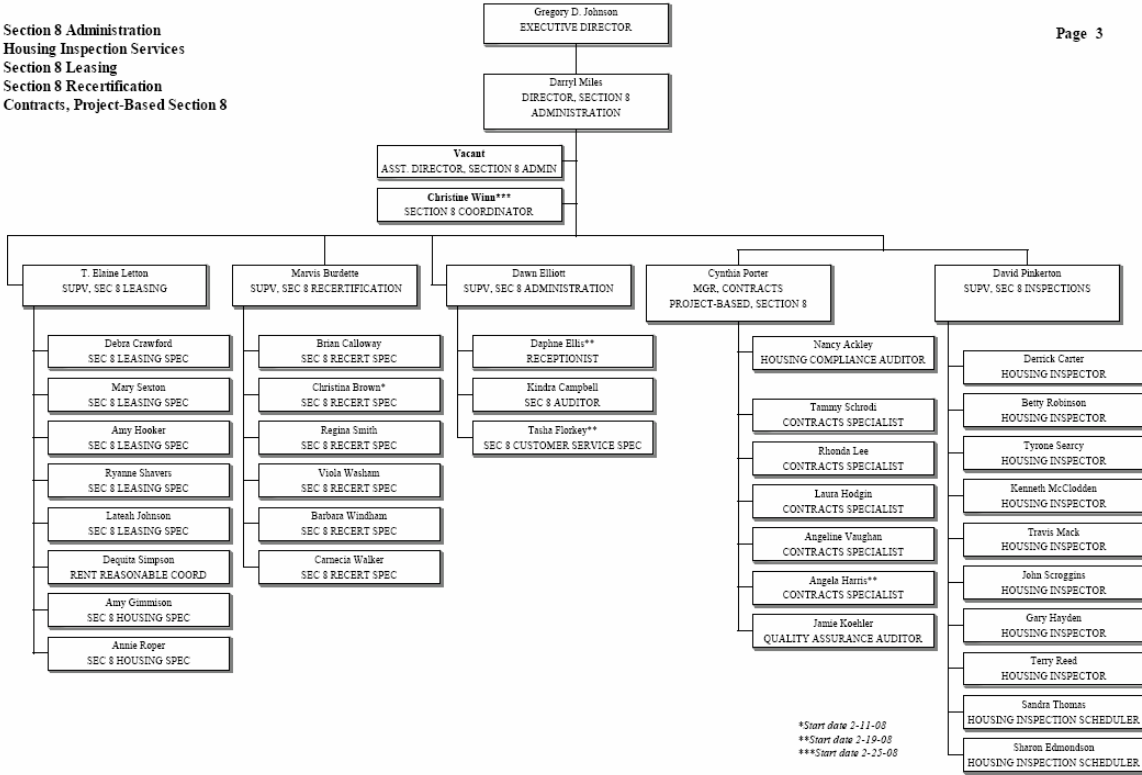 Section 8 Administration
Housing Inspection Services
Section 8 Leasing
Section 8 Recertification
Contracts, Project-Based Section 8
Page 3
Gregory D. Johnson
EXECUTIVE DIRECTOR
Darryl Miles
DIRECTOR, SECTION 8
ADMINISTRATION
Vacant
ASST. DIRECTOR, SECTION 8 ADMIN
Christine Winn***
SECTION 8 COORDINATOR
T. Elaine Letton
SUPV, SEC 8 LEASING
Debra Crawford
SEC 8 LEASING SPEC
Mary Sexton
SEC 8 LEASING SPEC
Amy Hooker
SEC 8 LEASING SPEC
Ryanne Shavers
SEC 8 LEASING SPEC
Lateah Johnson
SEC 8 LEASING SPEC
Dequita Simpson
RENT REASONABLE COORD
Amy Gimmison
SEC 8 HOUSING SPEC
Annie Roper
SEC 8 HOUSING SPEC
Marvis Burdette
SUPV, SEC 8 RECERTIFICATION
Brian Calloway
SEC 8 RECERT SPEC
Christina Brown*
SEC 8 RECERT SPEC
Regina Smith
SEC 8 RECERT SPEC
Viola Washam
SEC 8 RECERT SPEC
Barbara Windham
SEC 8 RECERT SPEC
Carnecia Walker
SEC 8 RECERT SPEC
Dawn Elliott
SUPV, SEC 8 ADMINISTRATION
Daphne Ellis**
RECEPTIONIST
Kindra Campbell
SEC 8 AUDITOR
Tasha Florkey**
SEC 8 CUSTOMER SERVICE SPEC
Cynthia Porter
MGR, CONTRACTS
PROJECT-BASED, SECTION 8
Nancy Ackley
HOUSING COMPLIANCE AUDITOR
Tammy Schrodi
CONTRACTS SPECIALIST
Rhonda Lee
CONTRACTS SPECIALIST
Laura Hodgin
CONTRACTS SPECIALIST
Angeline Vaughan
CONTRACTS SPECIALIST
Angela Harris**
CONTRACTS SPECIALIST
Jamie Koehler
QUALITY ASSURANCE AUDITOR
David Pinkerton
SUPV, SEC 8 INSPECTIONS
Derrick Carter
HOUSING INSPECTOR
Betty Robinson
HOUSING INSPECTOR
Tyrone Searcy
HOUSING INSPECTOR
Kenneth McClodden
HOUSING INSPECTOR
Travis Mack
HOUSING INSPECTOR
John Scroggins
HOUSING INSPECTOR
Gary Hayden
HOUSING INSPECTOR
Terry Reed
HOUSING INSPECTOR
Sandra Thomas
HOUSING INSPECTION SCHEDULER
Sharon Edmondson
HOUSING INSPECTION SCHEDULER
*Start date 2-11-08
**Start date 2-19-08
***Start date 2-25-08